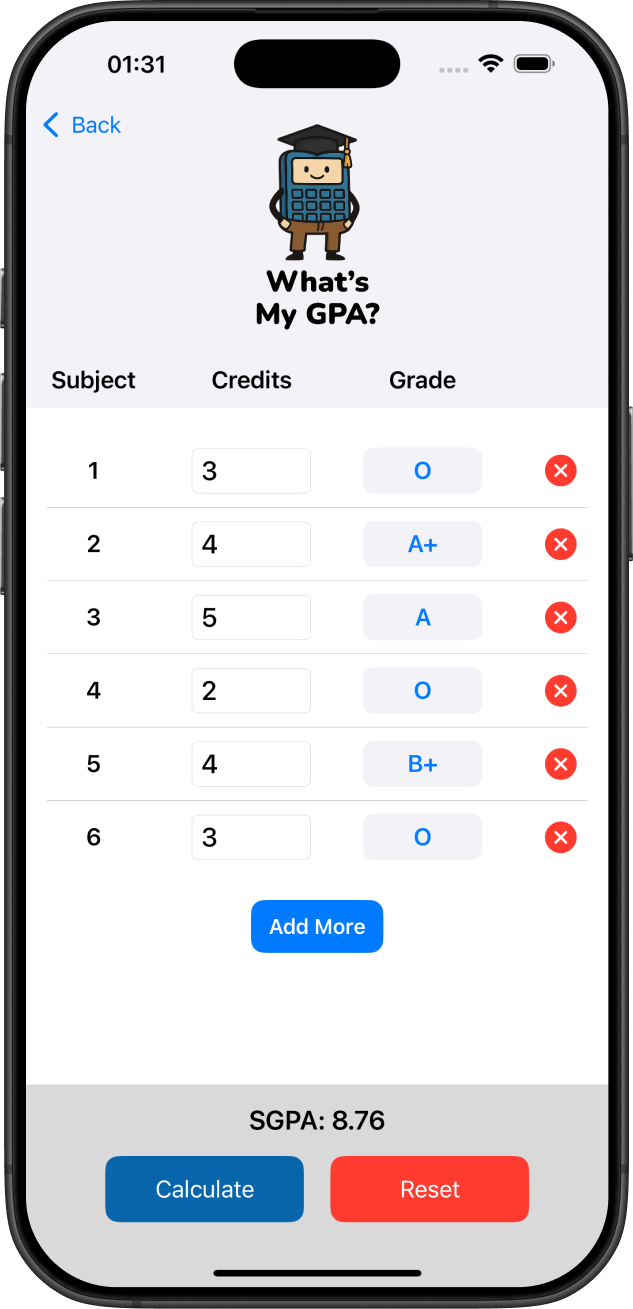 01:31
Back
What's
My GPA?
Subject Credits Grade
1 3 O
2 4 A+
3 5 A
4 2 O
5 4 B+
6 3 O
Add More
SGPA: 8.76
Calculate Reset